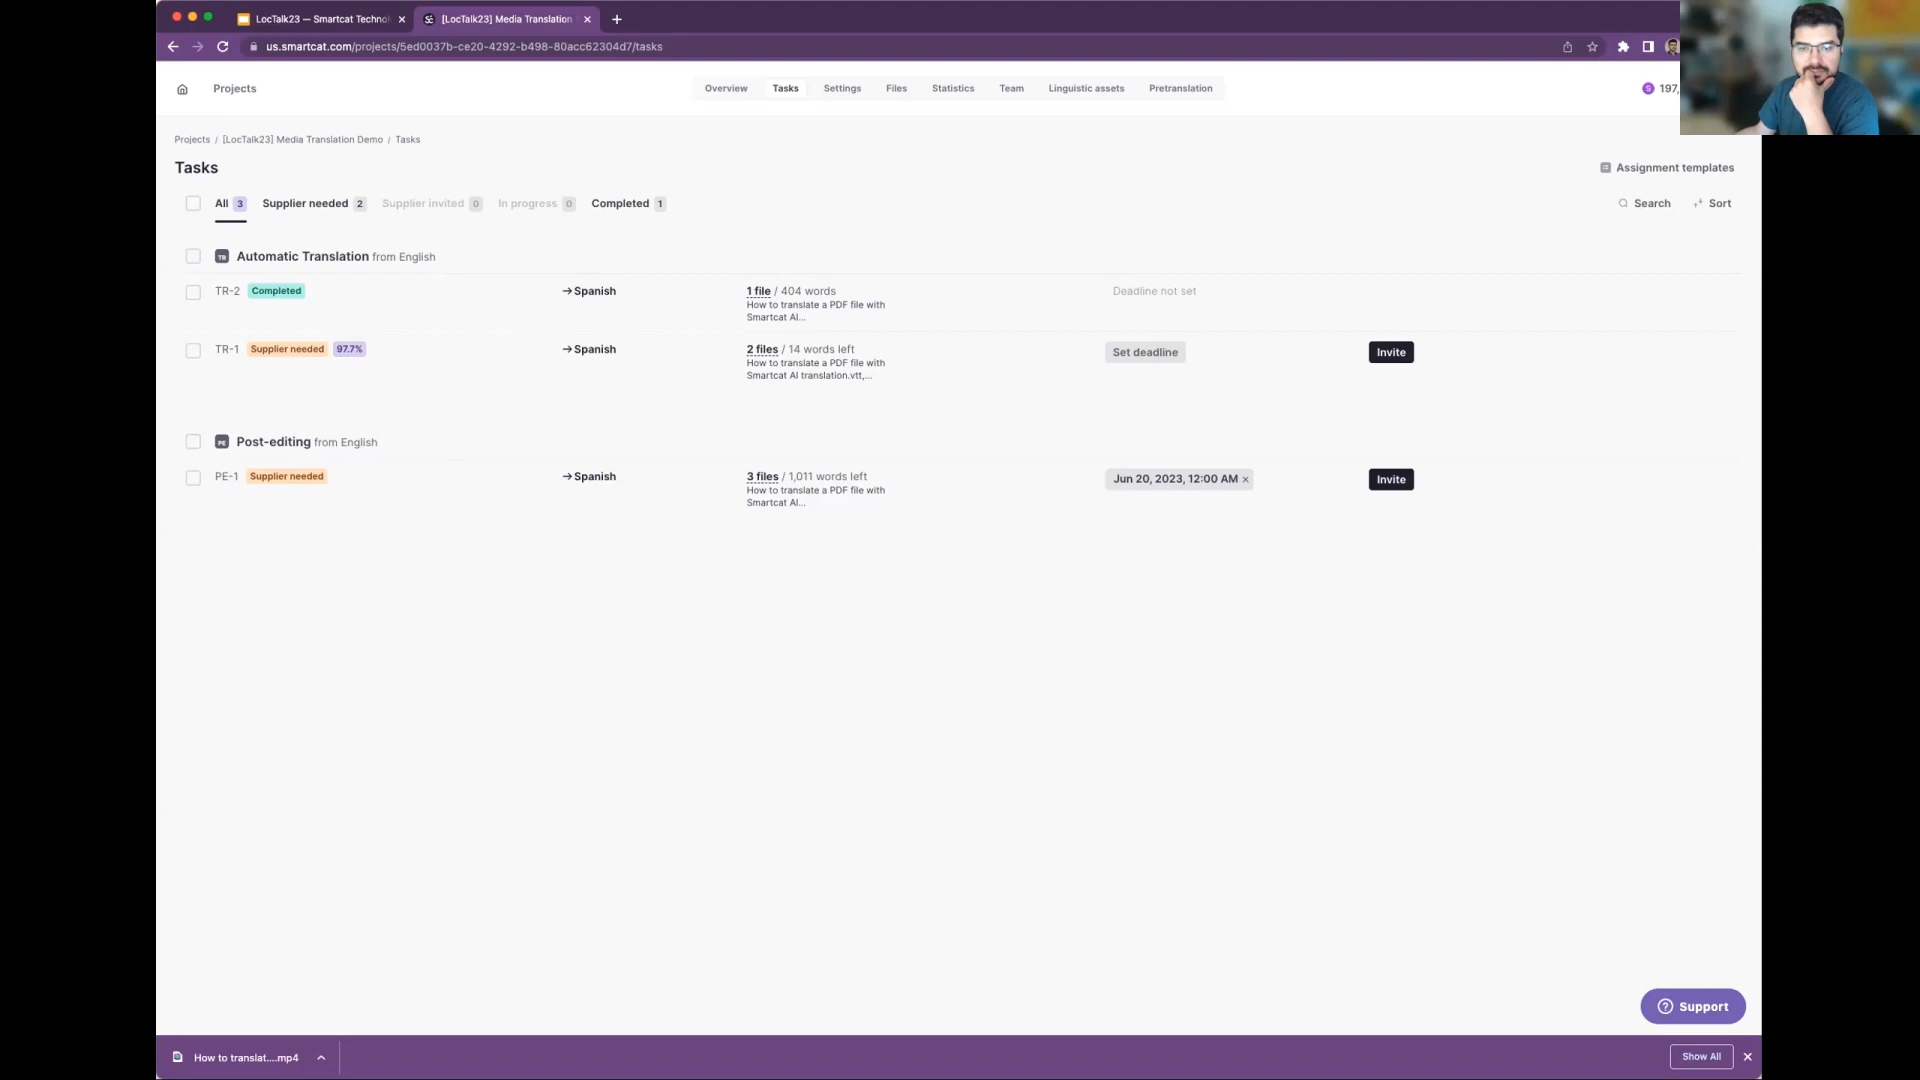 LocTalk23 — Smartcat Technol
[LocTalk23] Media Translation
us.smartcat.com/projects/5ed0037b-ce20-4292-b498-80acc62304d7/tasks
Projects
Overview
Tasks
Settings
Files
Statistics
Team
Linguistic assets
Pretranslation
197,
Projects / [LocTalk23] Media Translation Demo / Tasks
Tasks
Assignment templates
All 3
Supplier needed 2
Supplier invited 0
In progress 0
Completed 1
Search
Sort
TR Automatic Translation from English
TR-2 Completed
→ Spanish
1 file / 404 words
How to translate a PDF file with
Smartcat AI...
Deadline not set
TR-1 Supplier needed 97.7%
→ Spanish
2 files / 14 words left
How to translate a PDF file with
Smartcat AI translation.vtt,...
Set deadline
Invite
PE Post-editing from English
PE-1 Supplier needed
→ Spanish
3 files / 1,011 words left
How to translate a PDF file with
Smartcat AI...
Jun 20, 2023, 12:00 AM ×
Invite
Support
How to translat....mp4
Show All